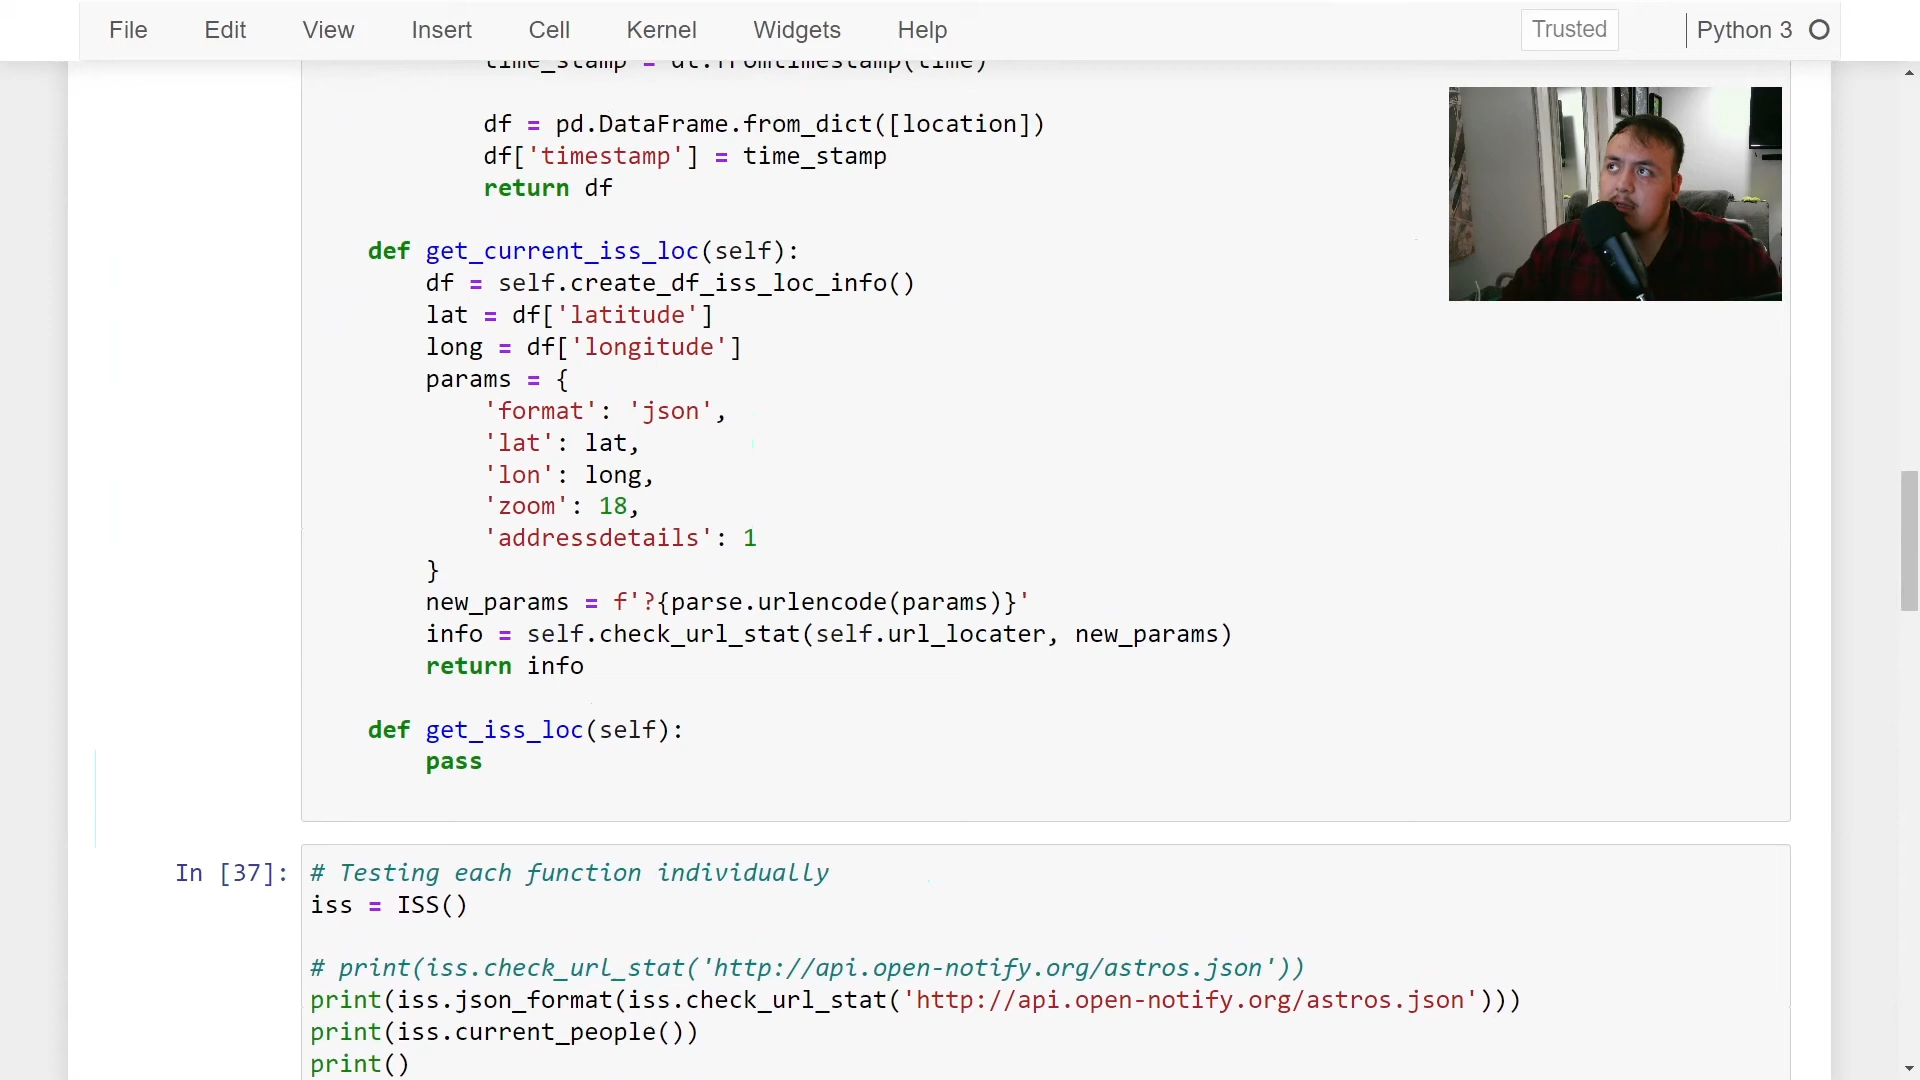 File Edit View Insert Cell Kernel Widgets Help Trusted Python 3
time_stamp = dt.fromtimestamp(time)
df = pd.DataFrame.from_dict([location])
df['timestamp'] = time_stamp
return df
def get_current_iss_loc(self):
df = self.create_df_iss_loc_info()
lat = df['latitude']
long = df['longitude']
params = {
'format': 'json',
'lat': lat,
'lon': long,
'zoom': 18,
'addressdetails': 1
}
new_params = f'?{parse.urlencode(params)}'
info = self.check_url_stat(self.url_locater, new_params)
return info
def get_iss_loc(self):
pass
In [37]: # Testing each function individually
iss = ISS()
# print(iss.check_url_stat('http://api.open-notify.org/astros.json'))
print(iss.json_format(iss.check_url_stat('http://api.open-notify.org/astros.json')))
print(iss.current_people())
print()